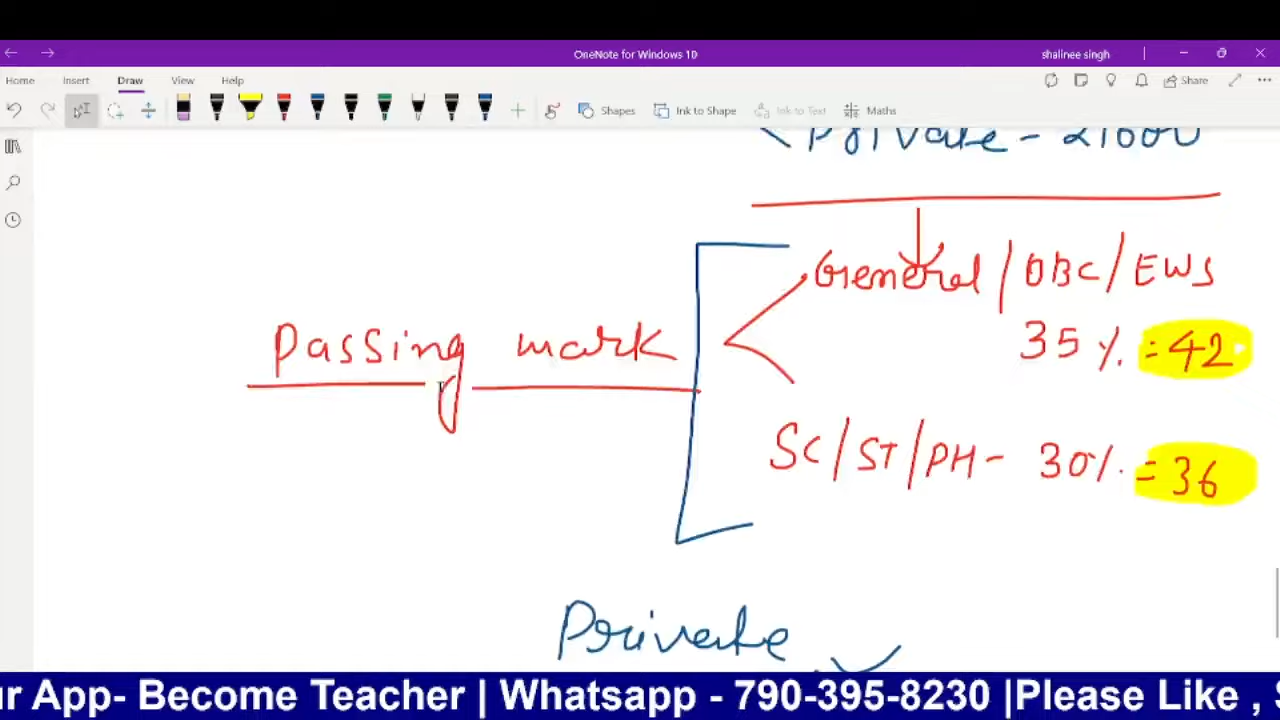 OneNote for Windows 10
shalinee singh
Home Insert Draw View Help
Share
Shapes Ink to Shape Ink to Text Maths
Private - 21600
General / OBC / EWS
Passing mark
35 % = 42
SC / ST / PH - 30% = 36
Private
ur App- Become Teacher | Whatsapp - 790-395-8230 |Please Like , S